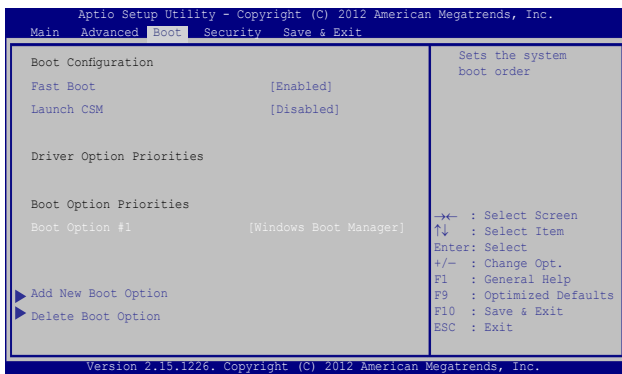 Aptio Setup Utility - Copyright (C) 2012 American Megatrends, Inc.
Main Advanced Boot Security Save & Exit
Boot Configuration
Fast Boot [Enabled]
Launch CSM [Disabled]
Driver Option Priorities
Boot Option Priorities
Boot Option #1 [Windows Boot Manager]
Add New Boot Option
Delete Boot Option
Sets the system
boot order
→← : Select Screen
↑↓ : Select Item
Enter: Select
+/— : Change Opt.
F1 : General Help
F9 : Optimized Defaults
F10 : Save & Exit
ESC : Exit
Version 2.15.1226. Copyright (C) 2012 American Megatrends, Inc.